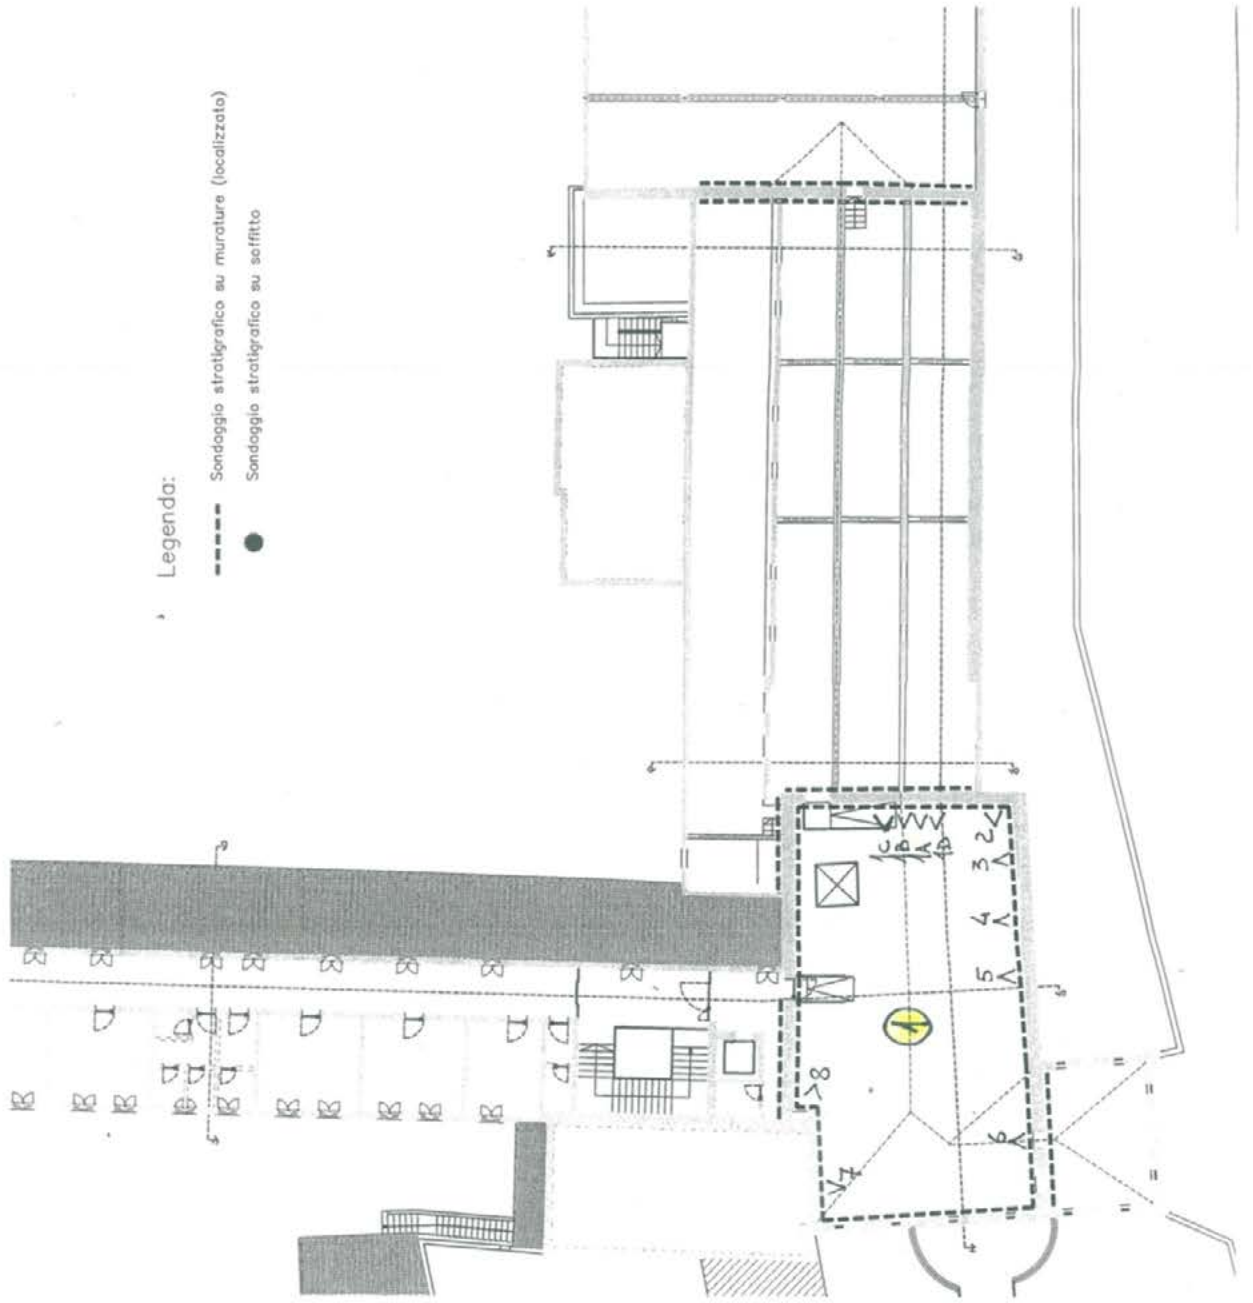 Legenda:
Sondaggio stratigrafico su murature (localizzato)
Sondaggio stratigrafico su soffitto
1C
1B
1A
1D
2
3
4
5
1
8
6
7